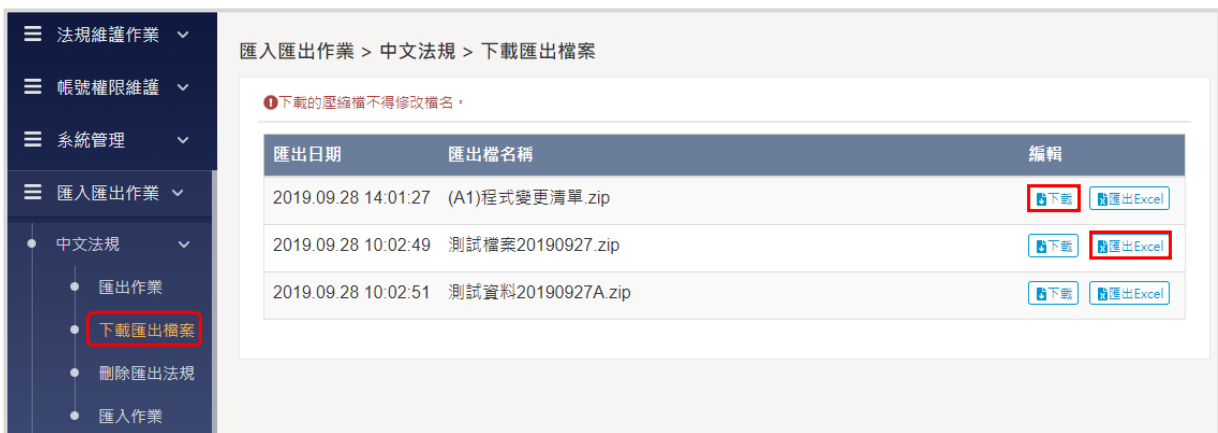 法規維護作業
帳號權限維護
系統管理
匯入匯出作業
中文法規
匯出作業
下載匯出檔案
刪除匯出法規
匯入作業
匯入匯出作業 > 中文法規 > 下載匯出檔案
下載的壓縮檔不得修改檔名。
匯出日期 匯出檔名稱 編輯
2019.09.28 14:01:27 (A1)程式變更清單.zip 下載 匯出Excel
2019.09.28 10:02:49 測試檔案20190927.zip 下載 匯出Excel
2019.09.28 10:02:51 測試資料20190927A.zip 下載 匯出Excel